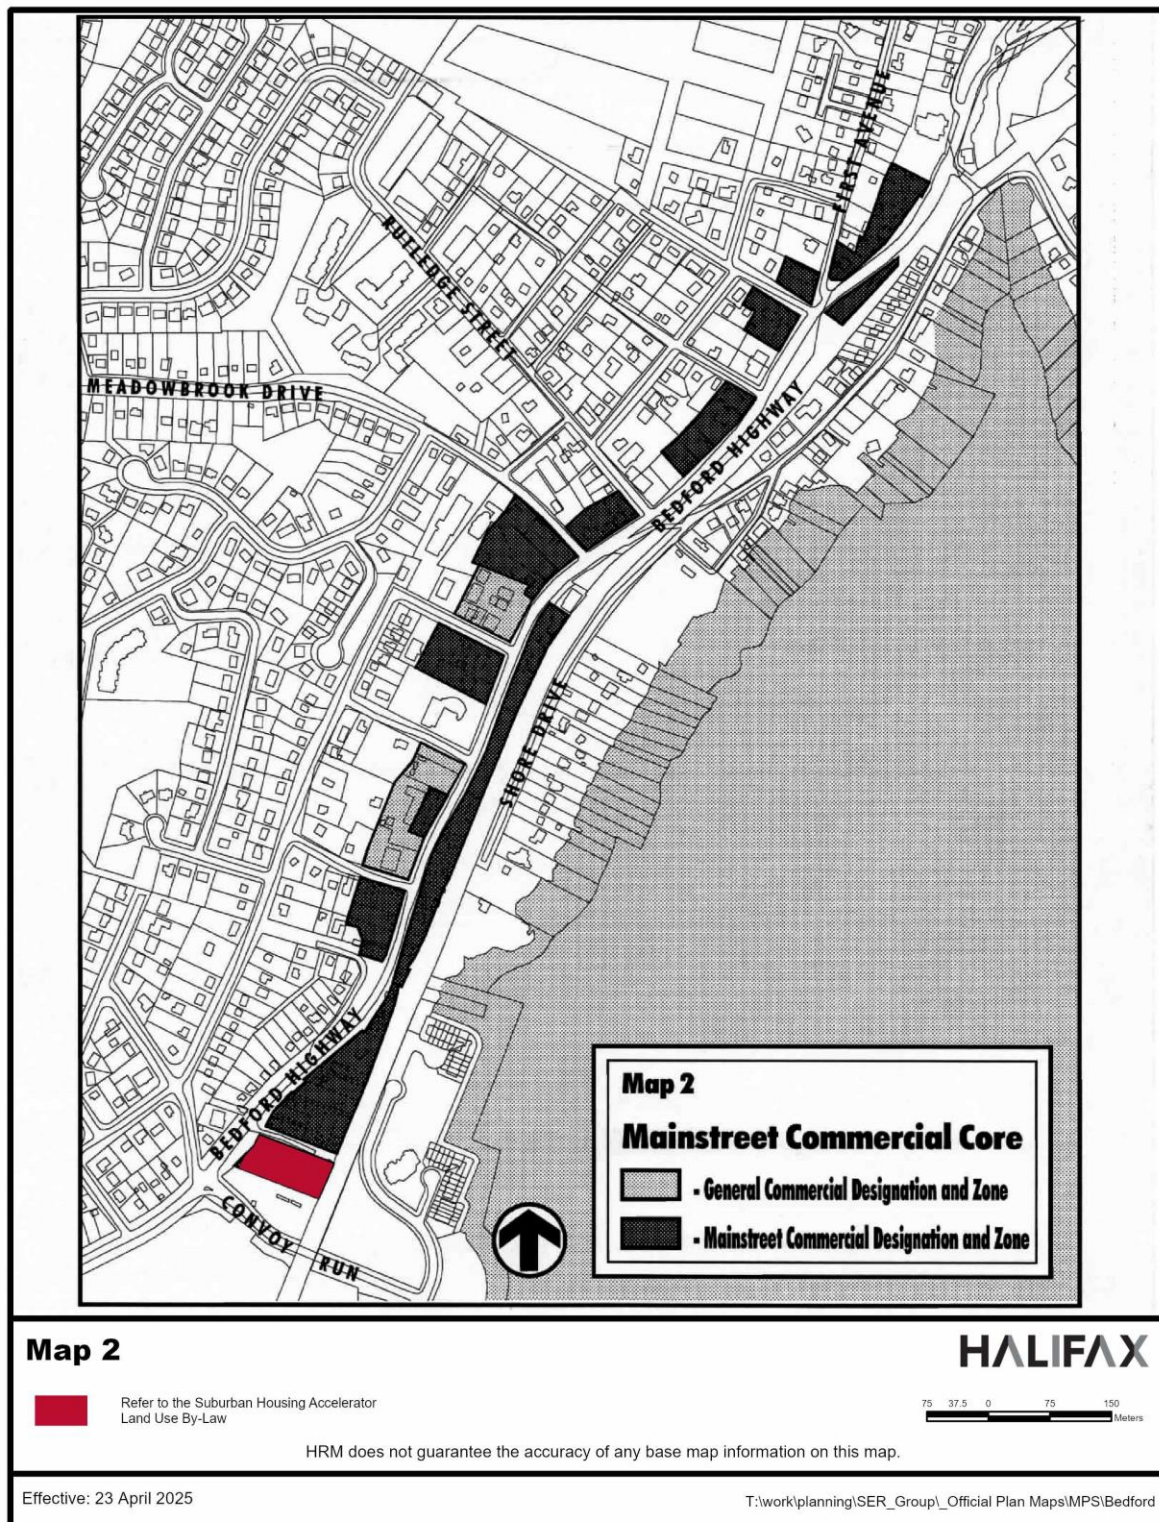 FIRST AVENUE
RUTLEDGE STREET
MEADOWBROOK DRIVE
BEDFORD HIGHWAY
SHORE DRIVE
BEDFORD HIGHWAY
CONVOY RUN
Map 2
Mainstreet Commercial Core
- General Commercial Designation and Zone
- Mainstreet Commercial Designation and Zone
Map 2
HALIFAX
Refer to the Suburban Housing Accelerator
Land Use By-Law
75 37.5 0 75 150
Meters
HRM does not guarantee the accuracy of any base map information on this map.
Effective: 23 April 2025
T:\work\planning\SER_Group\_Official Plan Maps\MPS\Bedford